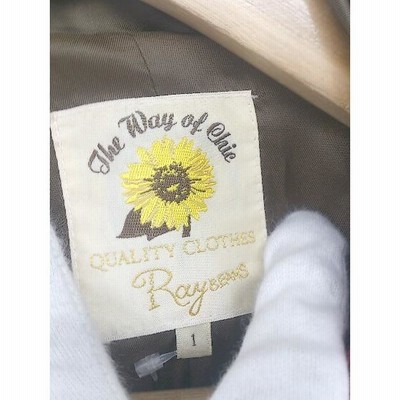 The Way of Chic
QUALITY CLOTHES
Ray BEAMS
1